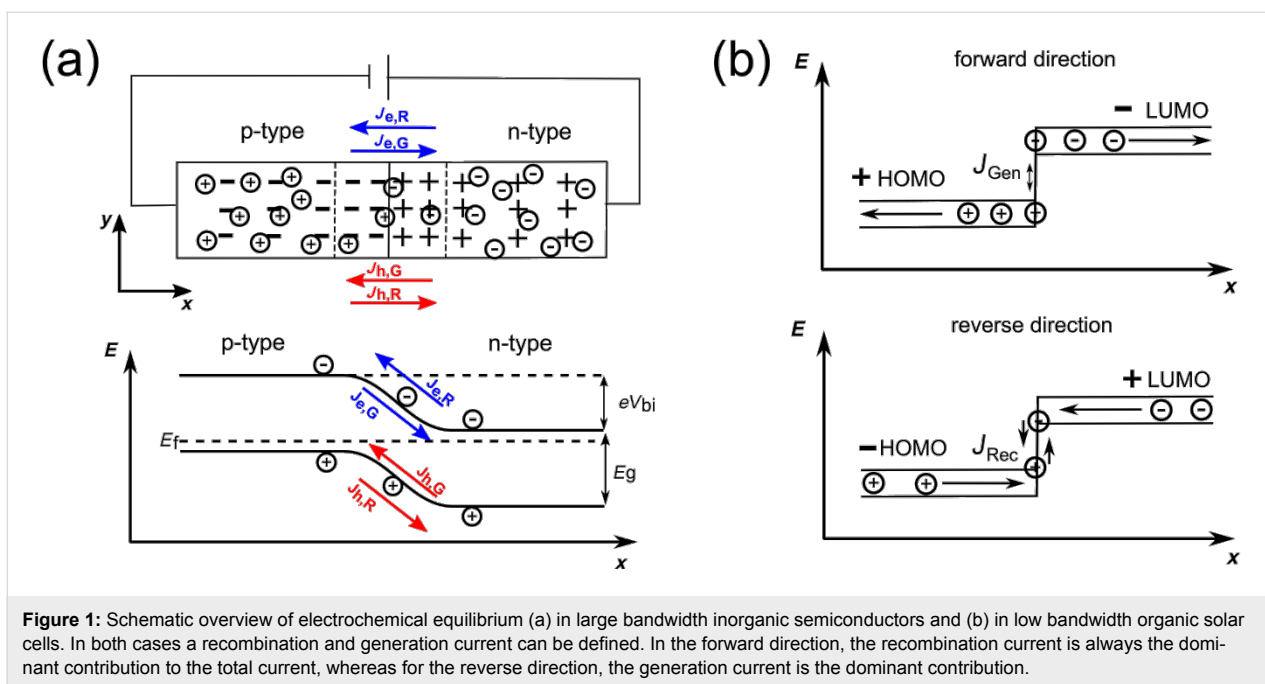 (a)
p-type
n-type
Je,R
Je,G
y
x
Jh,G
Jh,R
E
p-type
n-type
Je,R
Je,G
eVbi
Ef
Jh,G
Jh,R
Eg
x
(b)
E
forward direction
− LUMO
JGen
+ HOMO
x
E
reverse direction
+ LUMO
−HOMO
JRec
x
Figure 1: Schematic overview of electrochemical equilibrium (a) in large bandwidth inorganic semiconductors and (b) in low bandwidth organic solar
cells. In both cases a recombination and generation current can be defined. In the forward direction, the recombination current is always the domi-
nant contribution to the total current, whereas for the reverse direction, the generation current is the dominant contribution.